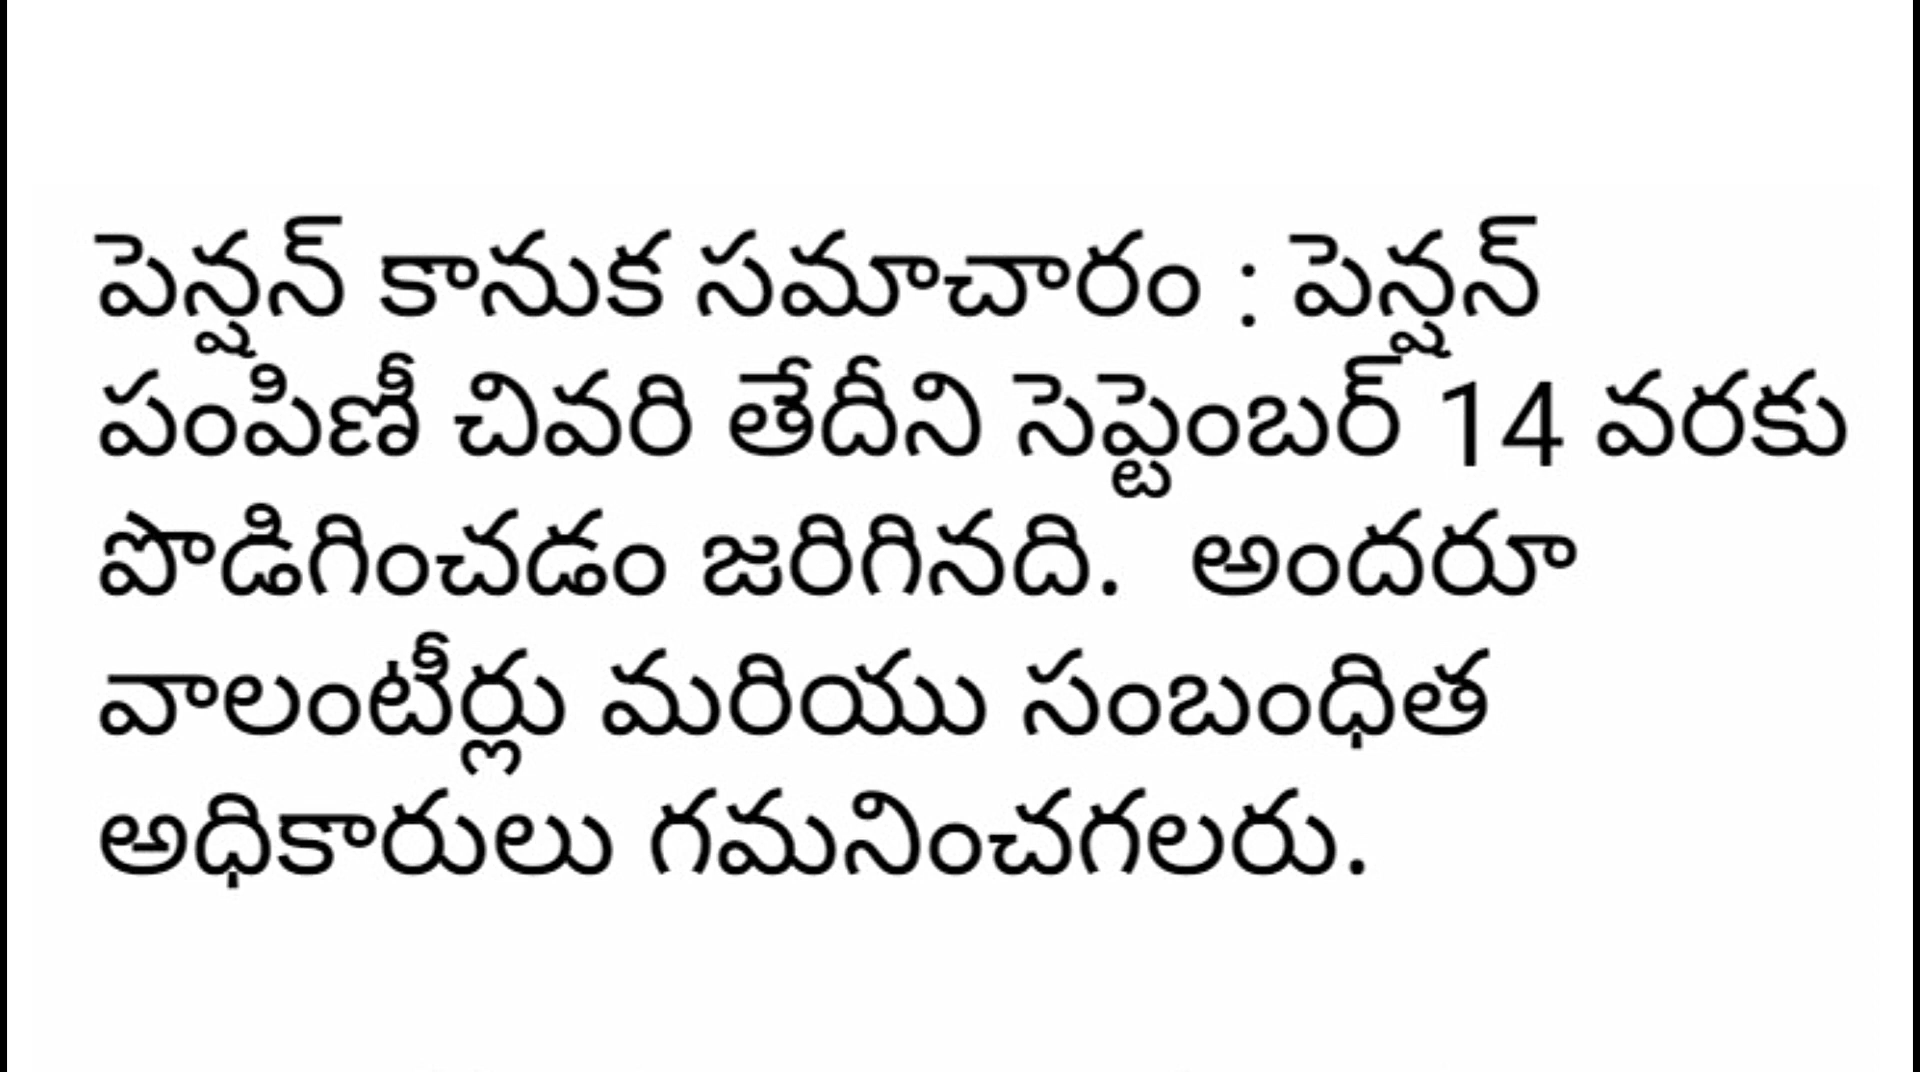 పెన్షన్ కానుక సమాచారం : పెన్షన్
పంపిణీ చివరి తేదీని సెప్టెంబర్ 14 వరకు
పొడిగించడం జరిగినది. అందరూ
వాలంటీర్లు మరియు సంబంధిత
అధికారులు గమనించగలరు.